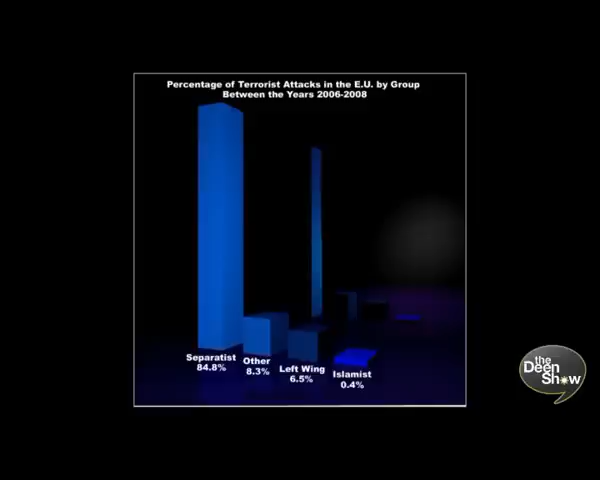 Percentage of Terrorist Attacks in the E.U. by Group
Between the Years 2006-2008
Separatist
84.8%
Other
8.3%
Left Wing
6.5%
Islamist
0.4%
the
Deen
Show